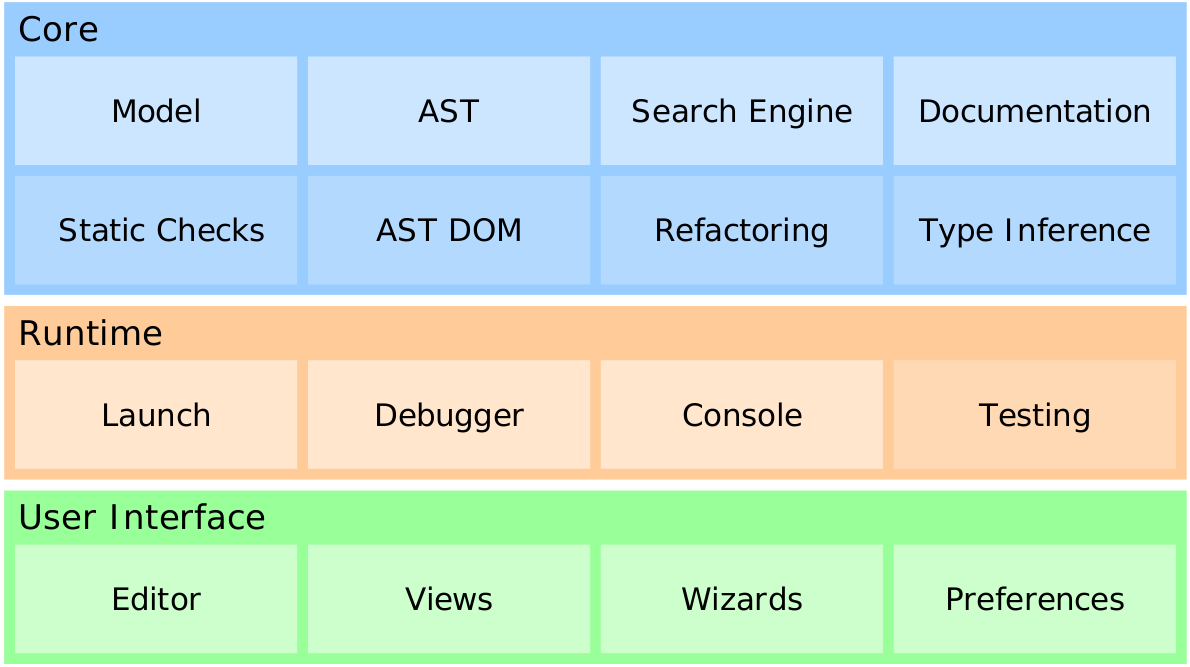 Core
Model
AST
Search Engine
Documentation
Static Checks
AST DOM
Refactoring
Type Inference
Runtime
Launch
Debugger
Console
Testing
User Interface
Editor
Views
Wizards
Preferences